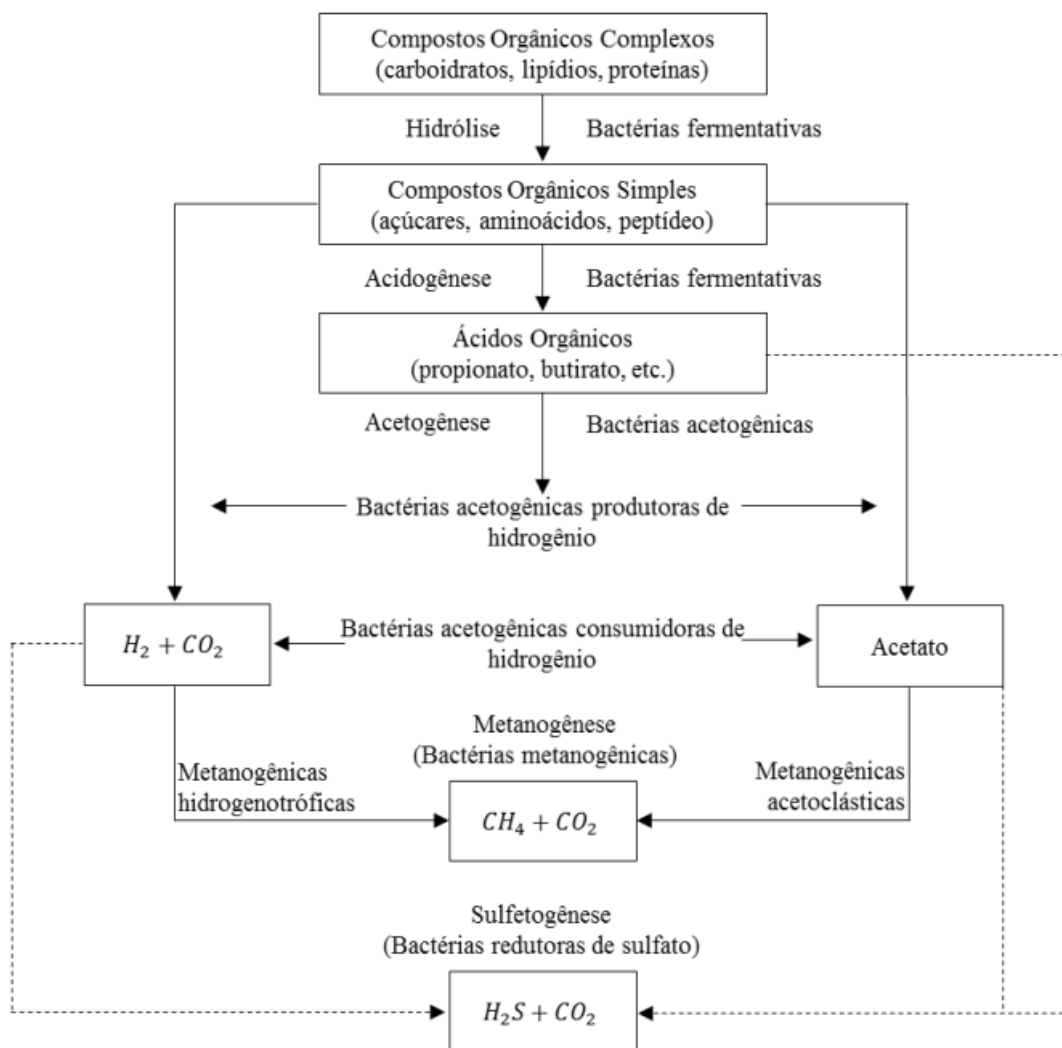 Compostos Orgânicos Complexos
(carboidratos, lipídios, proteínas)
Hidrólise
Bactérias fermentativas
Compostos Orgânicos Simples
(açúcares, aminoácidos, peptídeo)
Acidogênese
Bactérias fermentativas
Ácidos Orgânicos
(propionato, butirato, etc.)
Acetogênese
Bactérias acetogênicas
Bactérias acetogênicas produtoras de
hidrogênio
H₂ + CO₂
Bactérias acetogênicas consumidoras de
hidrogênio
Acetato
Metanogênese
(Bactérias metanogênicas)
Metanogênicas
hidrogenotróficas
CH₄ + CO₂
Metanogênicas
acetoclásticas
Sulfetogênese
(Bactérias redutoras de sulfato)
H₂S + CO₂